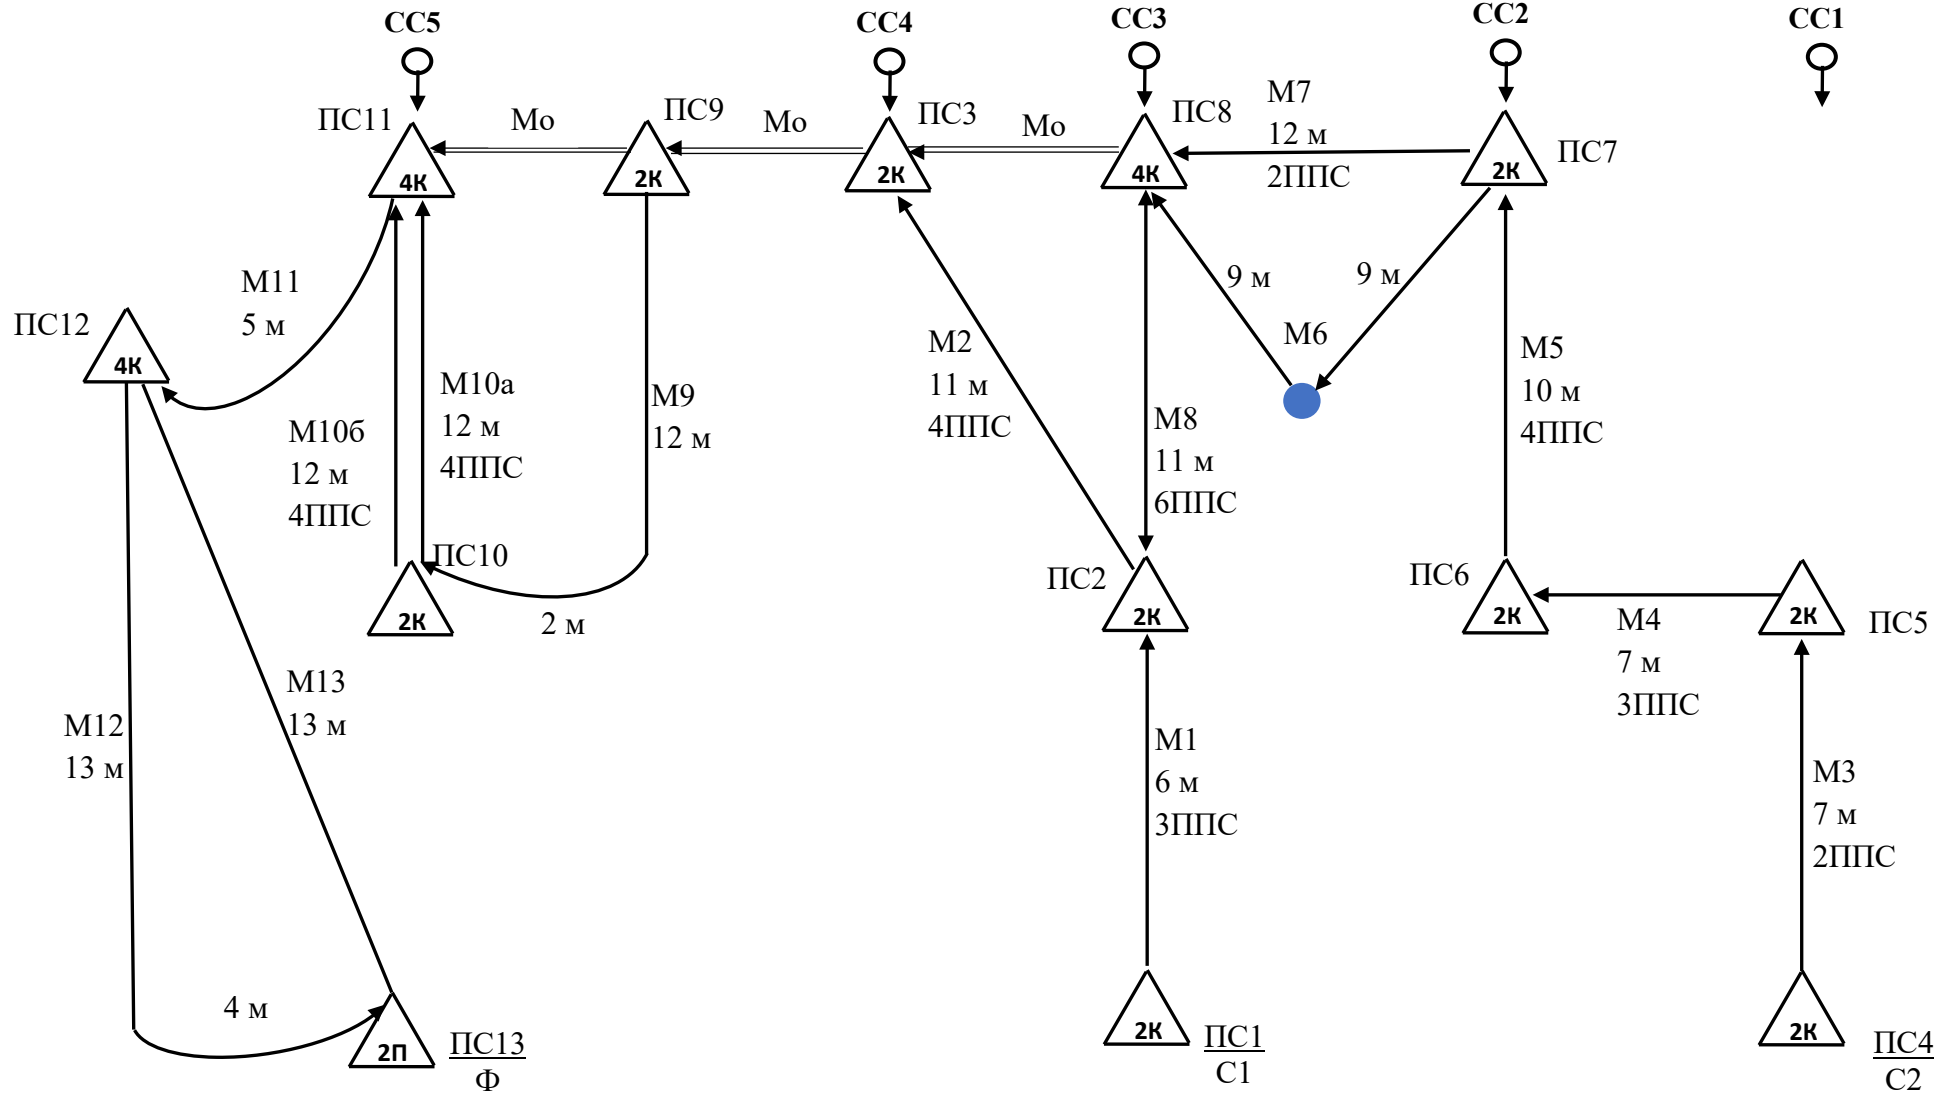 СС5
СС4
СС3
СС2
СС1
ПС11
4К
Мо
ПС9
2К
Мо
ПС3
2К
Мо
ПС8
4К
М7
12 м
2ППС
ПС7
2К
М11
5 м
ПС12
4К
М10б
12 м
4ППС
М10а
12 м
4ППС
М9
12 м
М2
11 м
4ППС
М8
11 м
6ППС
9 м
9 м
М6
М5
10 м
4ППС
ПС10
2К
2 м
ПС2
2К
ПС6
2К
М4
7 м
3ППС
2К
ПС5
М12
13 м
М13
13 м
М1
6 м
3ППС
М3
7 м
2ППС
4 м
2П
ПС13
Ф
2К
ПС1
С1
2К
ПС4
С2